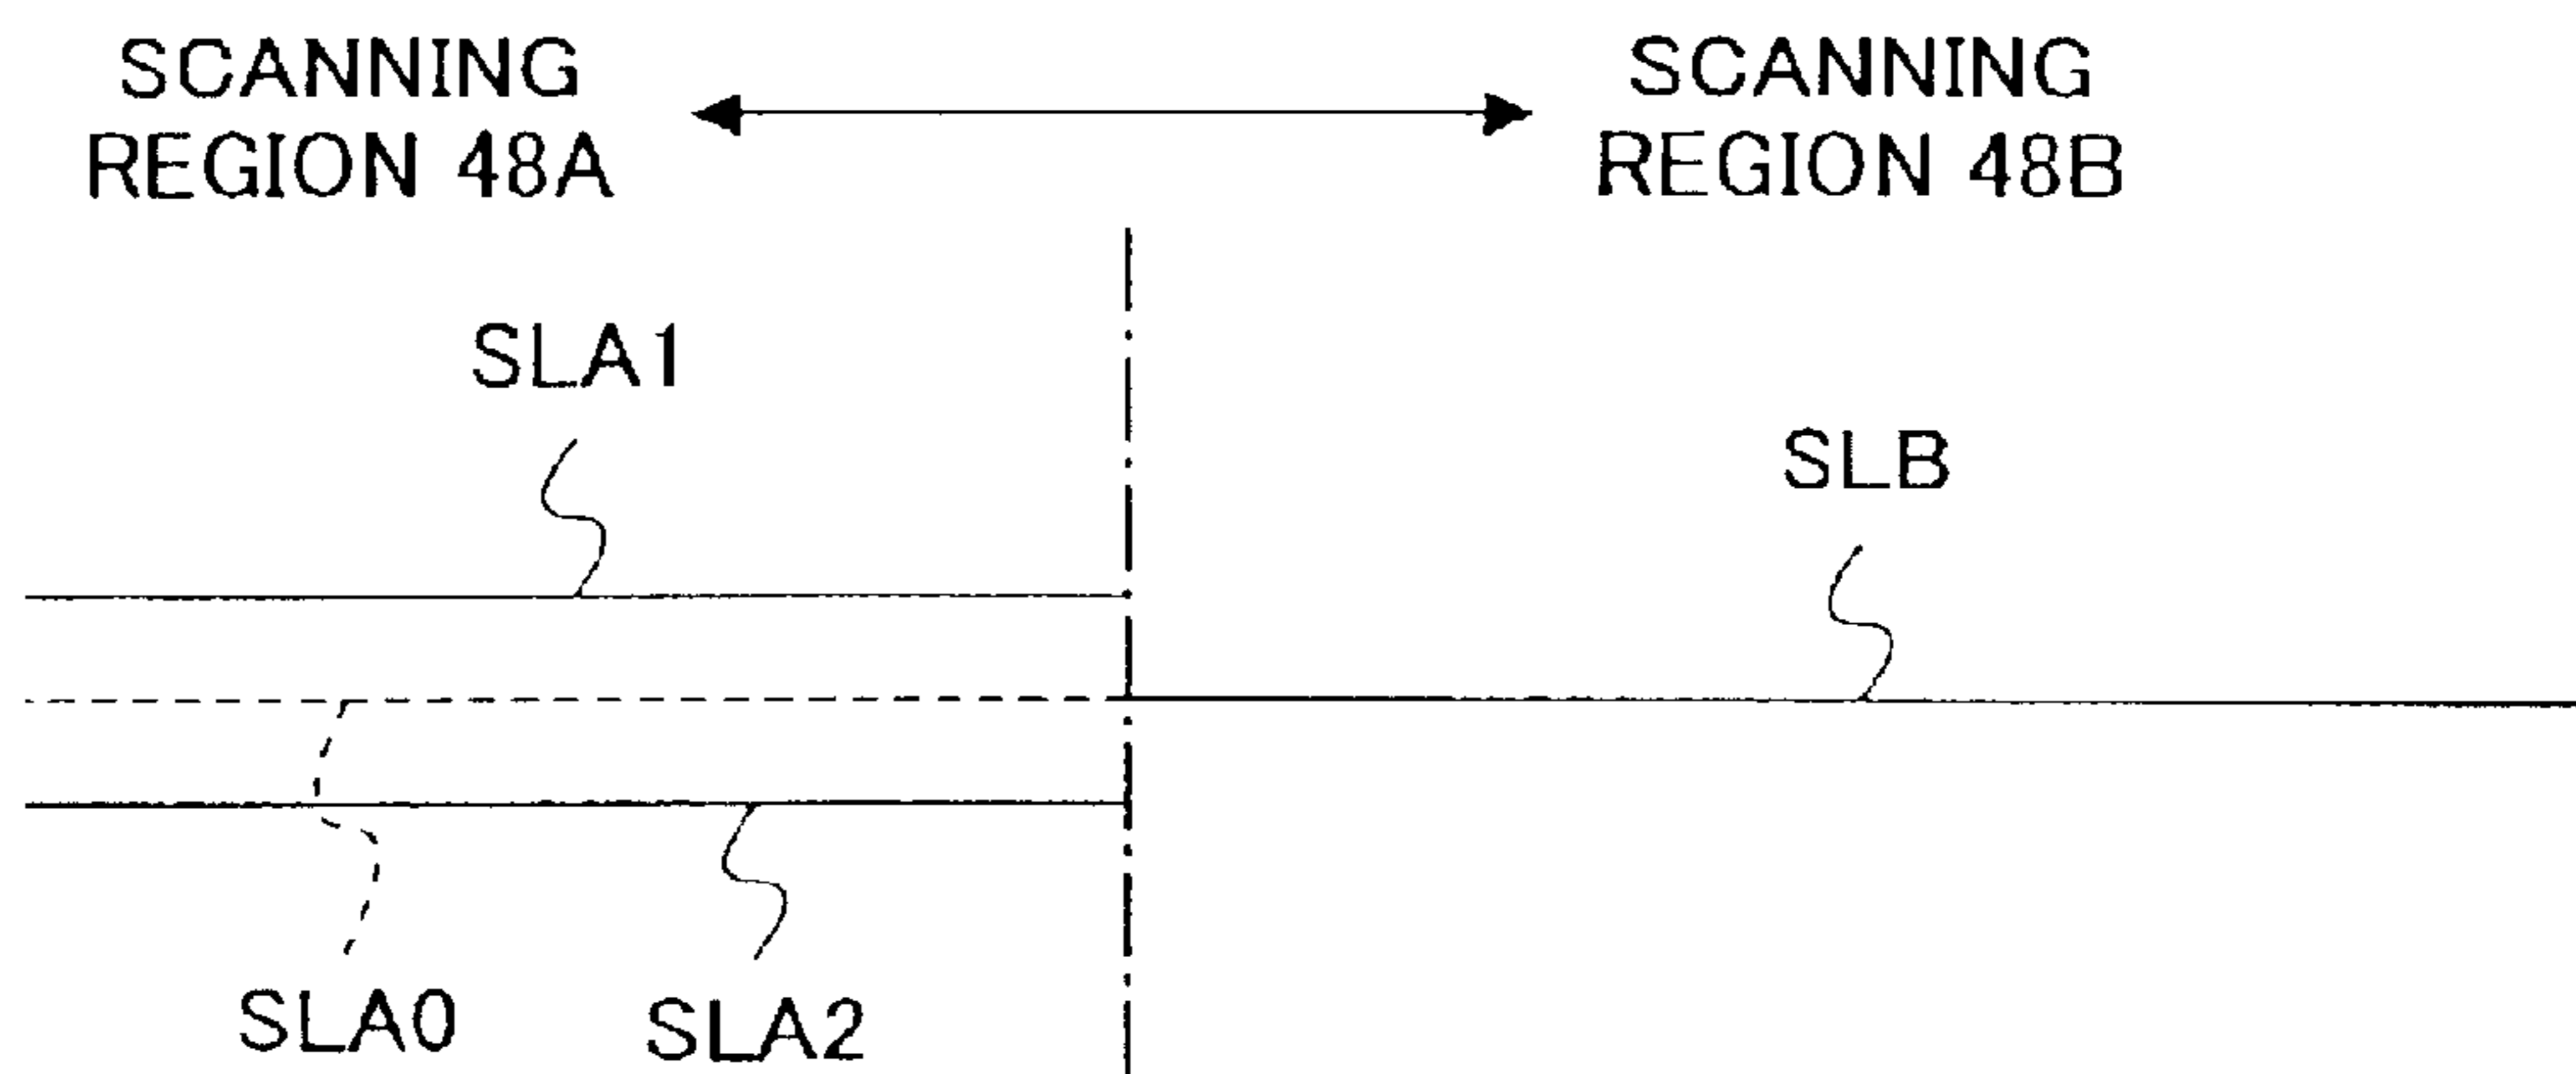 SCANNING
REGION 48A
SCANNING
REGION 48B
SLA1
SLB
SLA0
SLA2